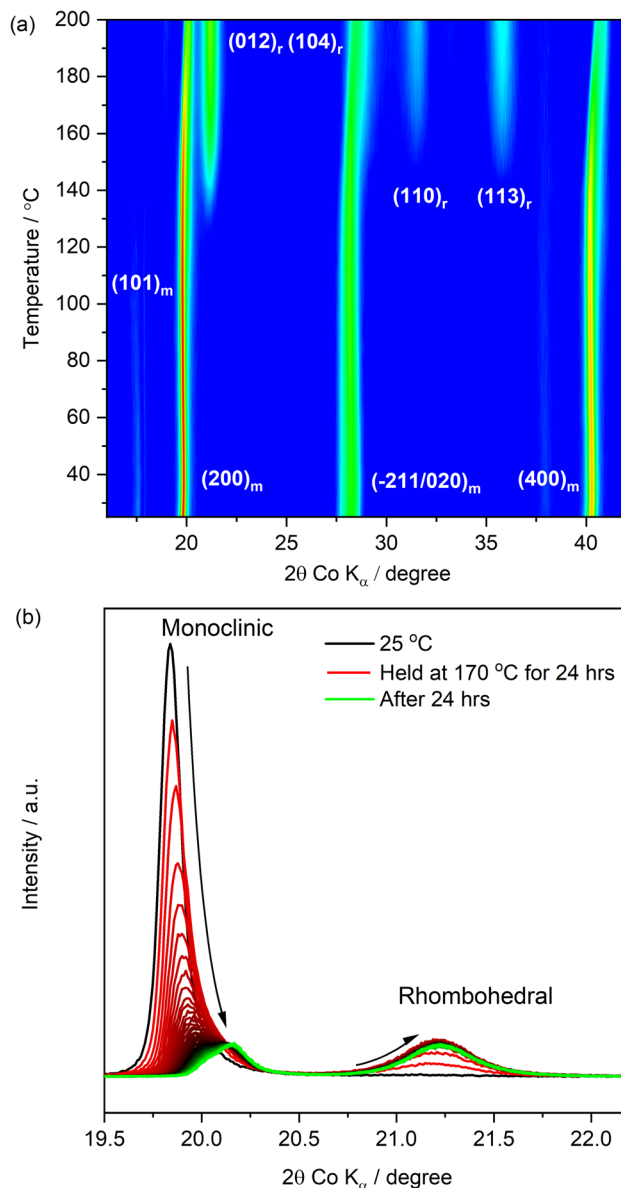 (a)
200
180
160
140
120
100
80
60
40
Temperature / °C
(012)r (104)r
(110)r (113)r
(101)m
(200)m (-211/020)m (400)m
20 25 30 35 40
2θ Co Kα / degree
(b)
Monoclinic
25 °C
Held at 170 °C for 24 hrs
After 24 hrs
Intensity / a.u.
Rhombohedral
19.5 20.0 20.5 21.0 21.5 22.0
2θ Co Kα / degree